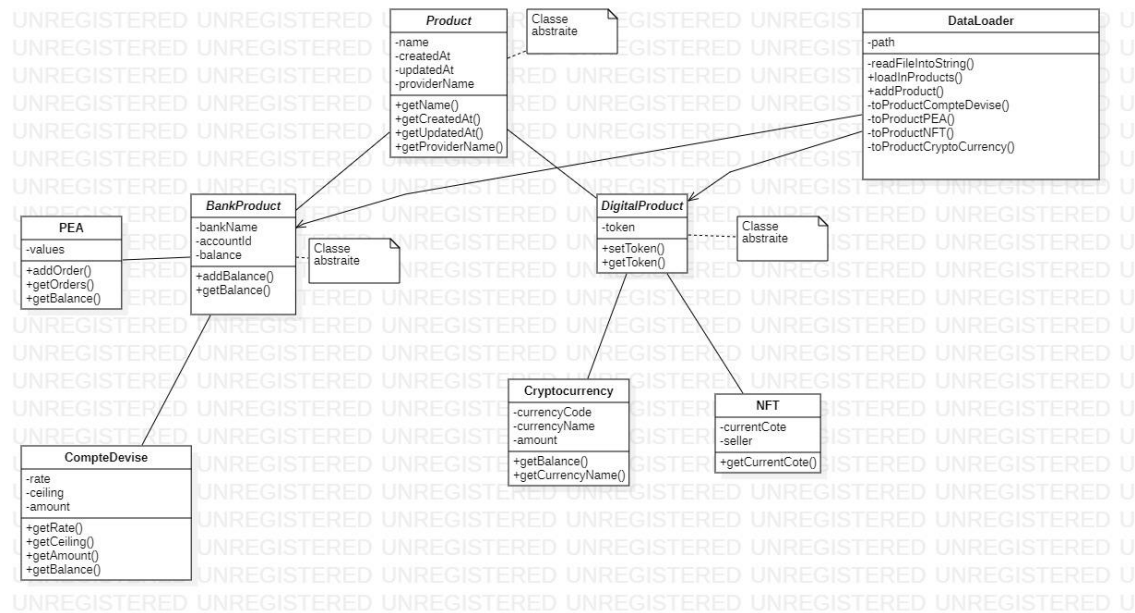 Product
-name
-createdAt
-updatedAt
-providerName
+getName()
+getCreatedAt()
+getUpdatedAt()
+getProviderName()
Classe
abstraite
DataLoader
-path
-readFileIntoString()
+loadInProducts()
+addProduct()
-toProductCompteDevise()
-toProductPEA()
-toProductNFT()
-toProductCryptoCurrency()
PEA
-values
+addOrder()
+getOrders()
+getBalance()
BankProduct
-bankName
-accountId
-balance
+addBalance()
+getBalance()
Classe
abstraite
DigitalProduct
-token
+setToken()
+getToken()
Classe
abstraite
CompteDevise
-rate
-ceiling
-amount
+getRate()
+getCeiling()
+getAmount()
+getBalance()
Cryptocurrency
-currencyCode
-currencyName
-amount
+getBalance()
+getCurrencyName()
NFT
-currentCote
-seller
+getCurrentCote()
UNREGISTERED